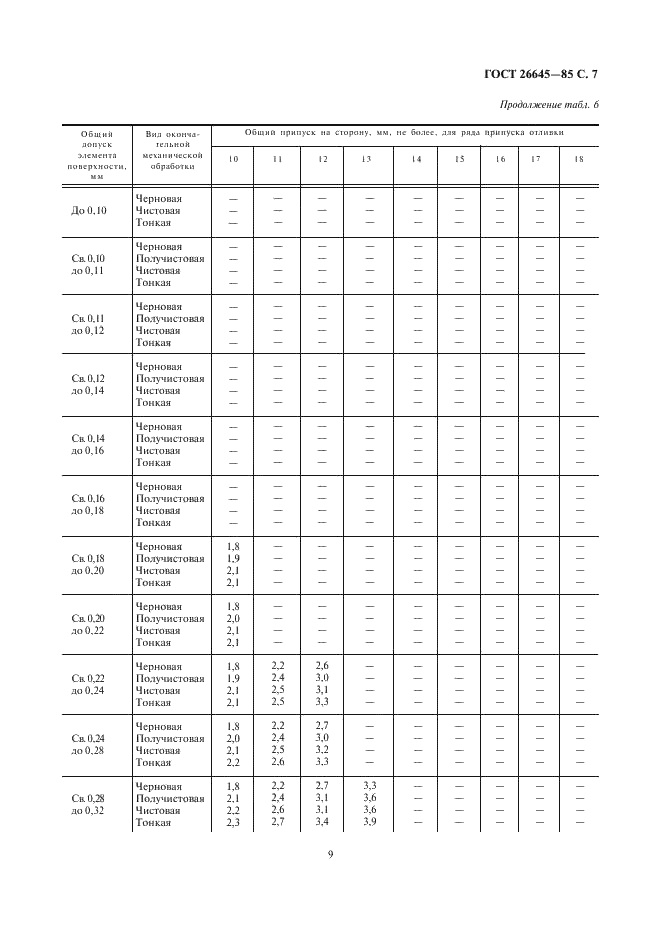 ГОСТ 26645—85 С. 7
Продолжение табл. 6
Общий допуск элемента поверхности, мм
Вид оконча-тельной механической обработки
Общий припуск на сторону, мм, не более, для ряда припуска отливки
10 11 12 13 14 15 16 17 18
До 0,10
Черновая — — — — — — — — —
Чистовая — — — — — — — — —
Тонкая — — — — — — — — —
Св. 0,10 до 0,11
Черновая — — — — — — — — —
Получистовая — — — — — — — — —
Чистовая — — — — — — — — —
Тонкая — — — — — — — — —
Св. 0,11 до 0,12
Черновая — — — — — — — — —
Получистовая — — — — — — — — —
Чистовая — — — — — — — — —
Тонкая — — — — — — — — —
Св. 0,12 до 0,14
Черновая — — — — — — — — —
Получистовая — — — — — — — — —
Чистовая — — — — — — — — —
Тонкая — — — — — — — — —
Св. 0,14 до 0,16
Черновая — — — — — — — — —
Получистовая — — — — — — — — —
Чистовая — — — — — — — — —
Тонкая — — — — — — — — —
Св. 0,16 до 0,18
Черновая — — — — — — — — —
Получистовая — — — — — — — — —
Чистовая — — — — — — — — —
Тонкая — — — — — — — — —
Св. 0,18 до 0,20
Черновая 1,8 — — — — — — — —
Получистовая 1,9 — — — — — — — —
Чистовая 2,1 — — — — — — — —
Тонкая 2,1 — — — — — — — —
Св. 0,20 до 0,22
Черновая 1,8 — — — — — — — —
Получистовая 2,0 — — — — — — — —
Чистовая 2,1 — — — — — — — —
Тонкая 2,1 — — — — — — — —
Св. 0,22 до 0,24
Черновая 1,8 2,2 2,6 — — — — — —
Получистовая 1,9 2,4 3,0 — — — — — —
Чистовая 2,1 2,5 3,1 — — — — — —
Тонкая 2,1 2,5 3,3 — — — — — —
Св. 0,24 до 0,28
Черновая 1,8 2,2 2,7 — — — — — —
Получистовая 2,0 2,4 3,0 — — — — — —
Чистовая 2,1 2,5 3,2 — — — — — —
Тонкая 2,2 2,6 3,3 — — — — — —
Св. 0,28 до 0,32
Черновая 1,8 2,2 2,7 3,3 — — — — —
Получистовая 2,1 2,4 3,1 3,6 — — — — —
Чистовая 2,2 2,6 3,1 3,6 — — — — —
Тонкая 2,3 2,7 3,4 3,9 — — — — —
9